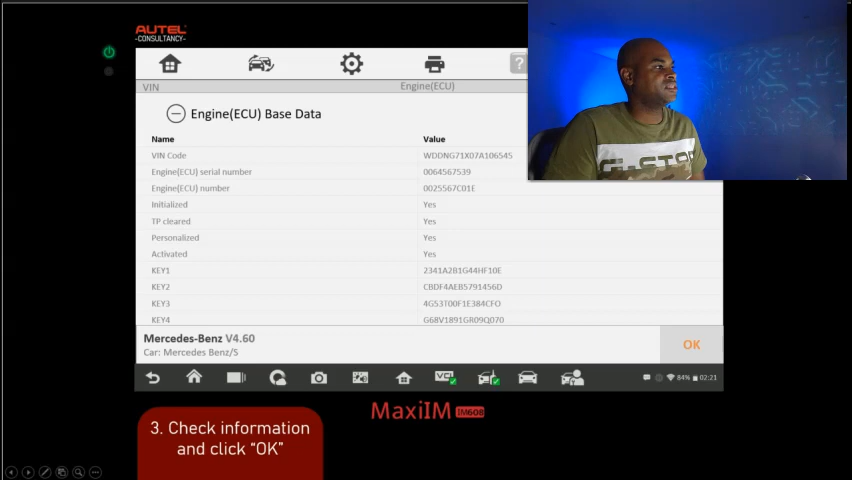 AUTEL
-CONSULTANCY-
?
VIN
Engine(ECU)
Engine(ECU) Base Data
Name Value
VIN Code WDDNG71X07A106545
Engine(ECU) serial number 0064567539
Engine(ECU) number 0025567C01E
Initialized Yes
TP cleared Yes
Personalized Yes
Activated Yes
KEY1 2341A2B1G44HF10E
KEY2 CBDF4AEB5791456D
KEY3 4G53T00F1E384CFO
KEY4 G68V1891GR09Q070
Mercedes-Benz V4.60
Car: Mercedes Benz/5
OK
VCI
84% 02:21
MaxiIM IM608
3. Check information
and click “OK”
G-STAR